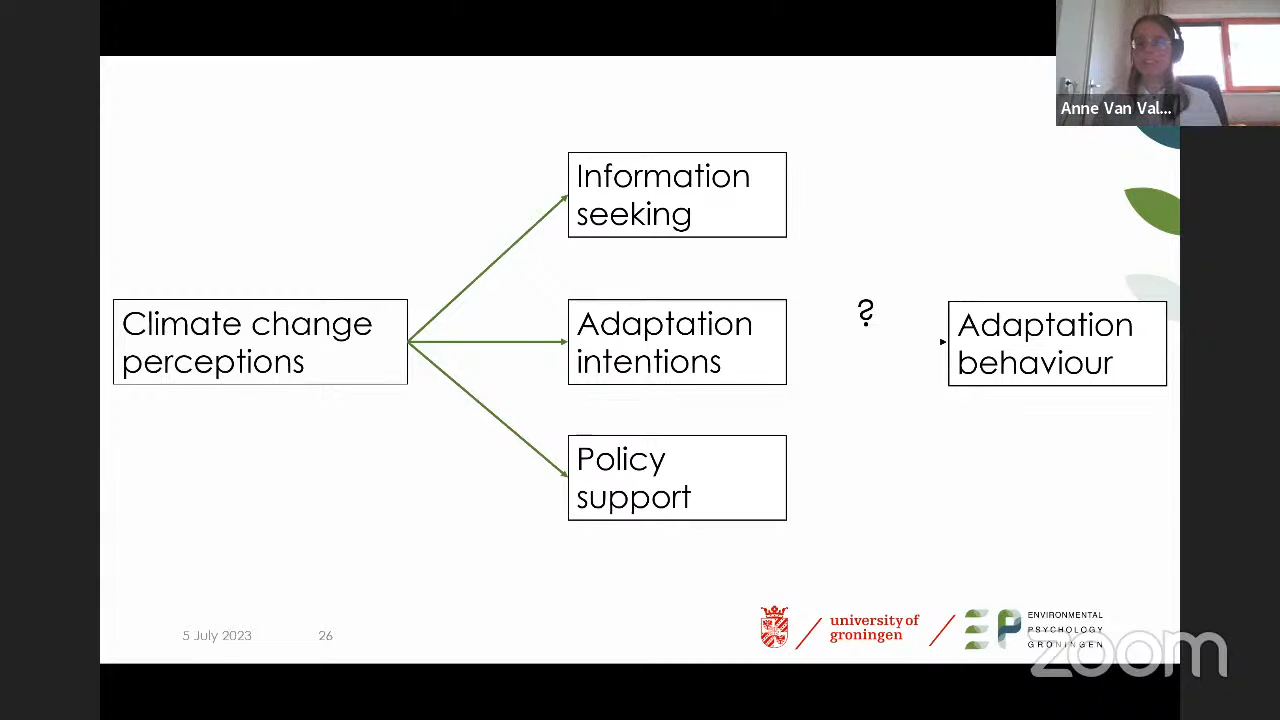 Anne Van Val...
Information
seeking
Climate change
perceptions
Adaptation
intentions
?
Adaptation
behaviour
Policy
support
5 July 2023
26
university of
groningen
EP
ENVIRONMENTAL
PSYCHOLOGY
GRONINGEN
zoom